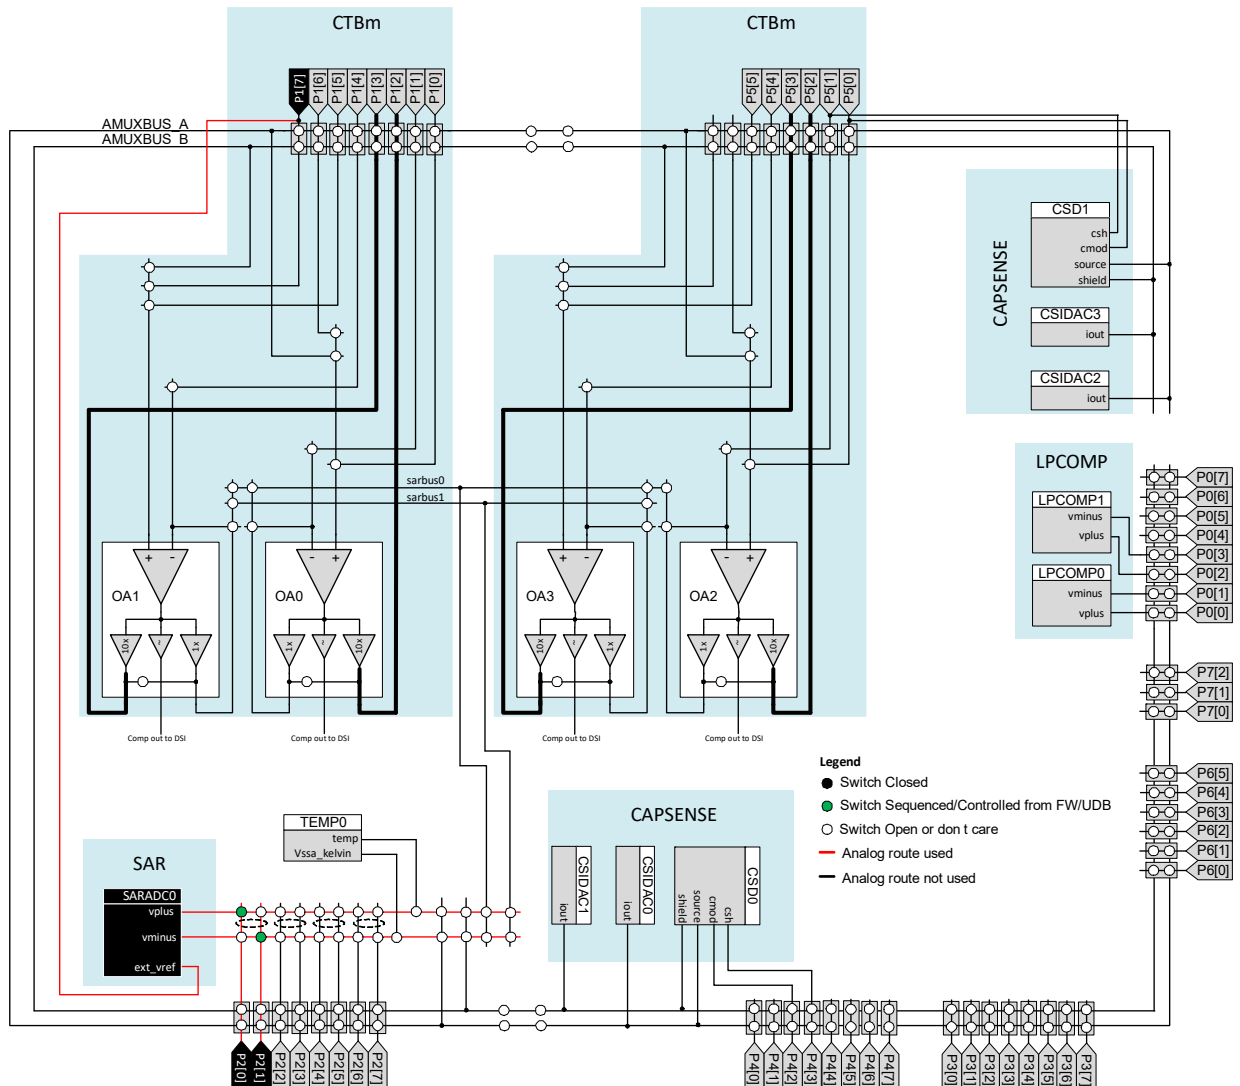 CTBm
CTBm
P1[7]
P1[6]
P1[5]
P1[4]
P1[3]
P1[2]
P1[1]
P1[0]
P5[5]
P5[4]
P5[3]
P5[2]
P5[1]
P5[0]
AMUXBUS_A
AMUXBUS_B
CAPSENSE
CSD1
csh
cmod
source
shield
CSIDAC3
iout
CSIDAC2
iout
LPCOMP
LPCOMP1
vminus
vplus
LPCOMP0
vminus
vplus
P0[7]
P0[6]
P0[5]
P0[4]
P0[3]
P0[2]
P0[1]
P0[0]
P7[2]
P7[1]
P7[0]
P6[5]
P6[4]
P6[3]
P6[2]
P6[1]
P6[0]
sarbus0
sarbus1
+
-
-
+
+
-
-
+
OA1
OA0
OA3
OA2
10x
~
1x
1x
~
10x
10x
~
1x
1x
~
10x
Comp out to DSI
Comp out to DSI
Comp out to DSI
Comp out to DSI
Legend
Switch Closed
Switch Sequenced/Controlled from FW/UDB
Switch Open or don t care
Analog route used
Analog route not used
TEMP0
temp
Vssa_kelvin
SAR
SARADC0
vplus
vminus
ext_vref
CAPSENSE
CSIDAC1
iout
CSIDAC0
iout
CSD0
shield
source
cmod
csh
P2[0]
P2[1]
P2[2]
P2[3]
P2[4]
P2[5]
P2[6]
P2[7]
P4[0]
P4[1]
P4[2]
P4[3]
P4[4]
P4[5]
P4[6]
P4[7]
P3[0]
P3[1]
P3[2]
P3[3]
P3[4]
P3[5]
P3[6]
P3[7]